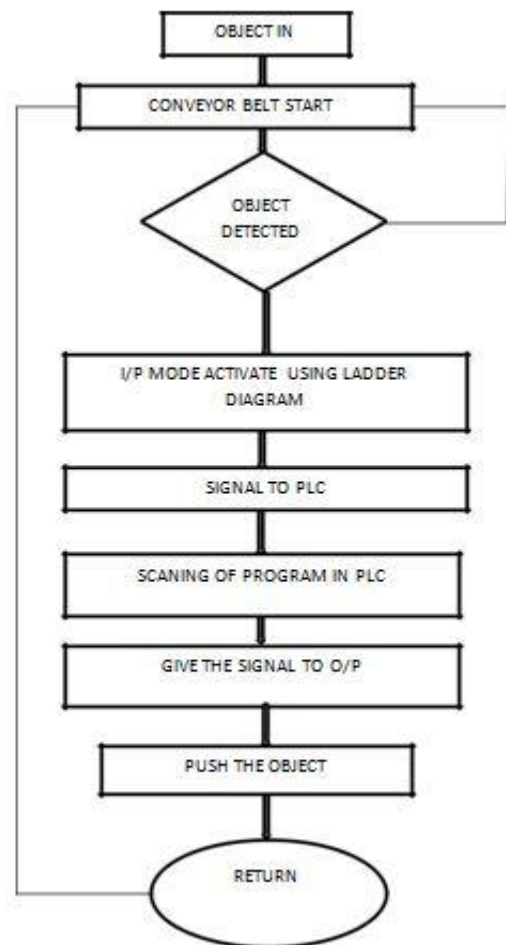 OBJECT IN
CONVEYOR BELT START
OBJECT
DETECTED
I/P MODE ACTIVATE USING LADDER
DIAGRAM
SIGNAL TO PLC
SCANING OF PROGRAM IN PLC
GIVE THE SIGNAL TO O/P
PUSH THE OBJECT
RETURN